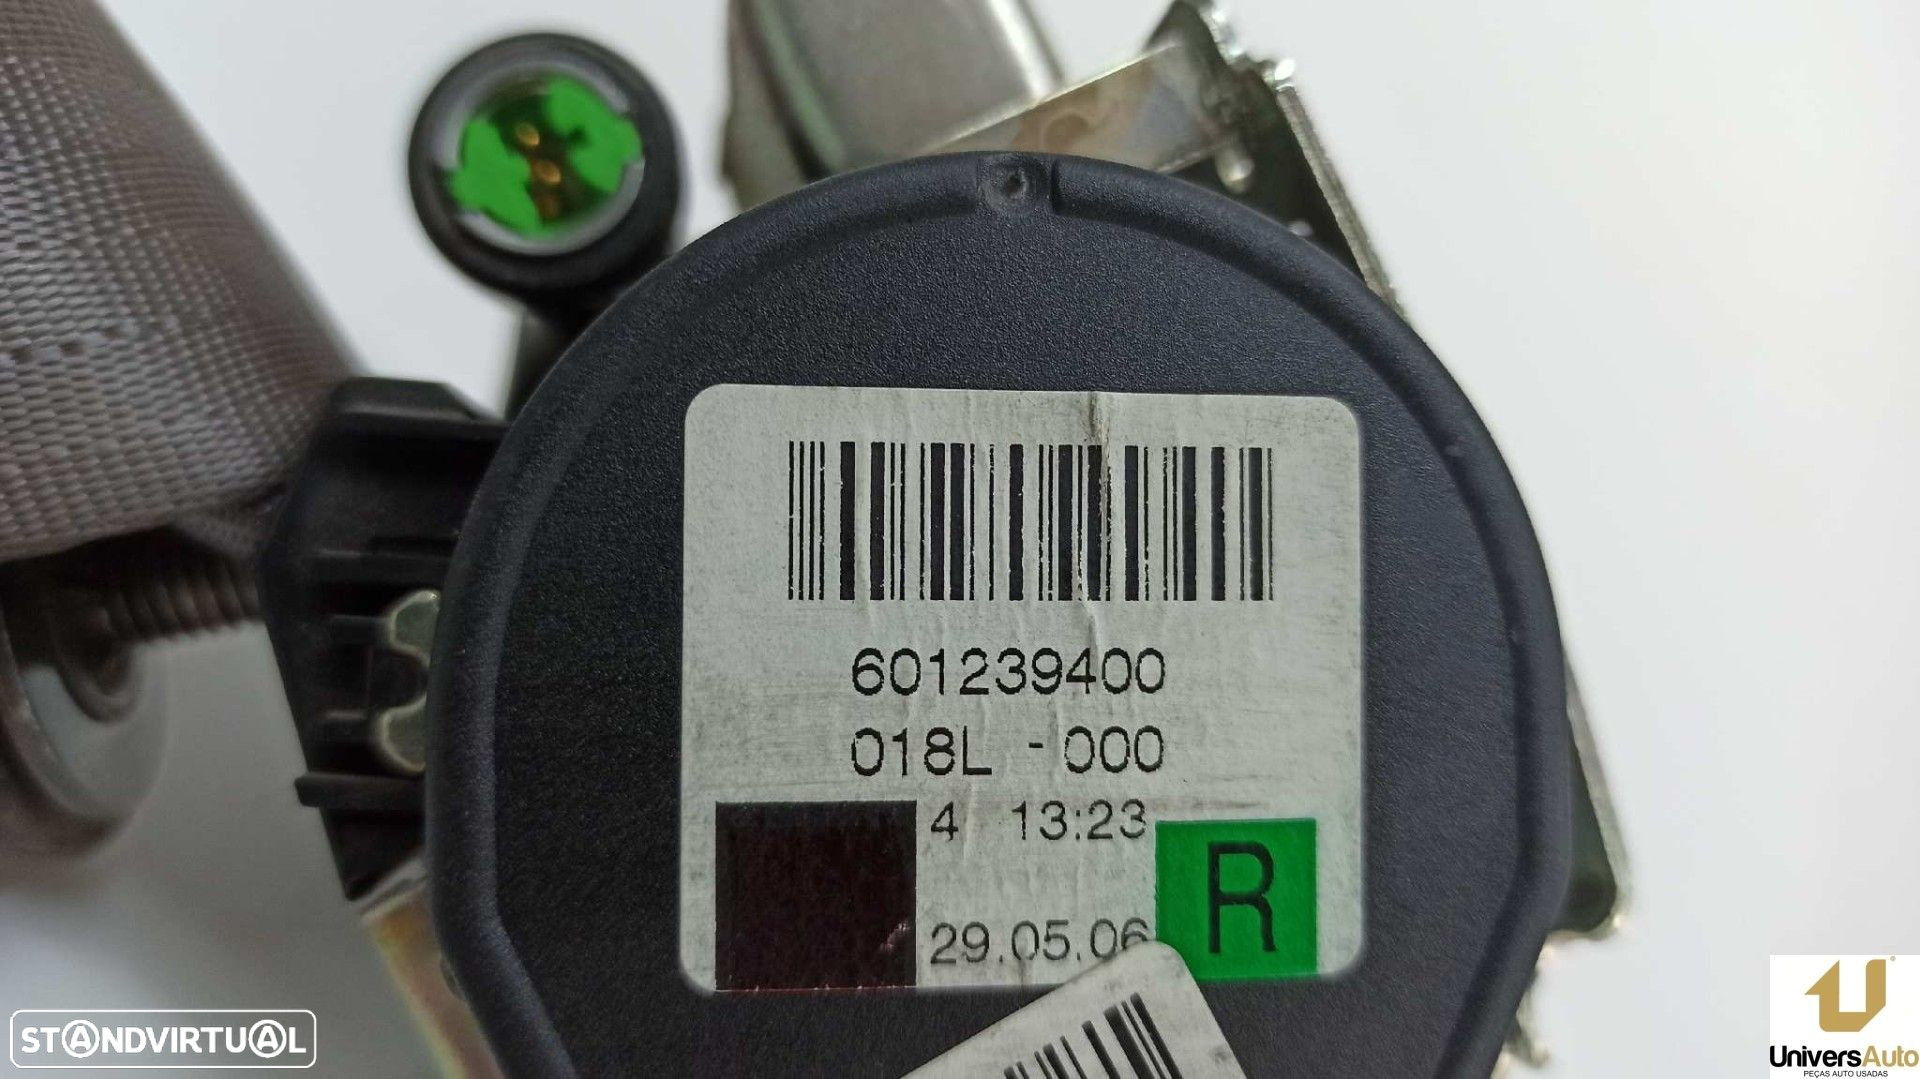 601239400
018L - 000
4 13:23
29.05.06
R
STANDVIRTUAL
UniversAuto
PEÇAS AUTO USADAS